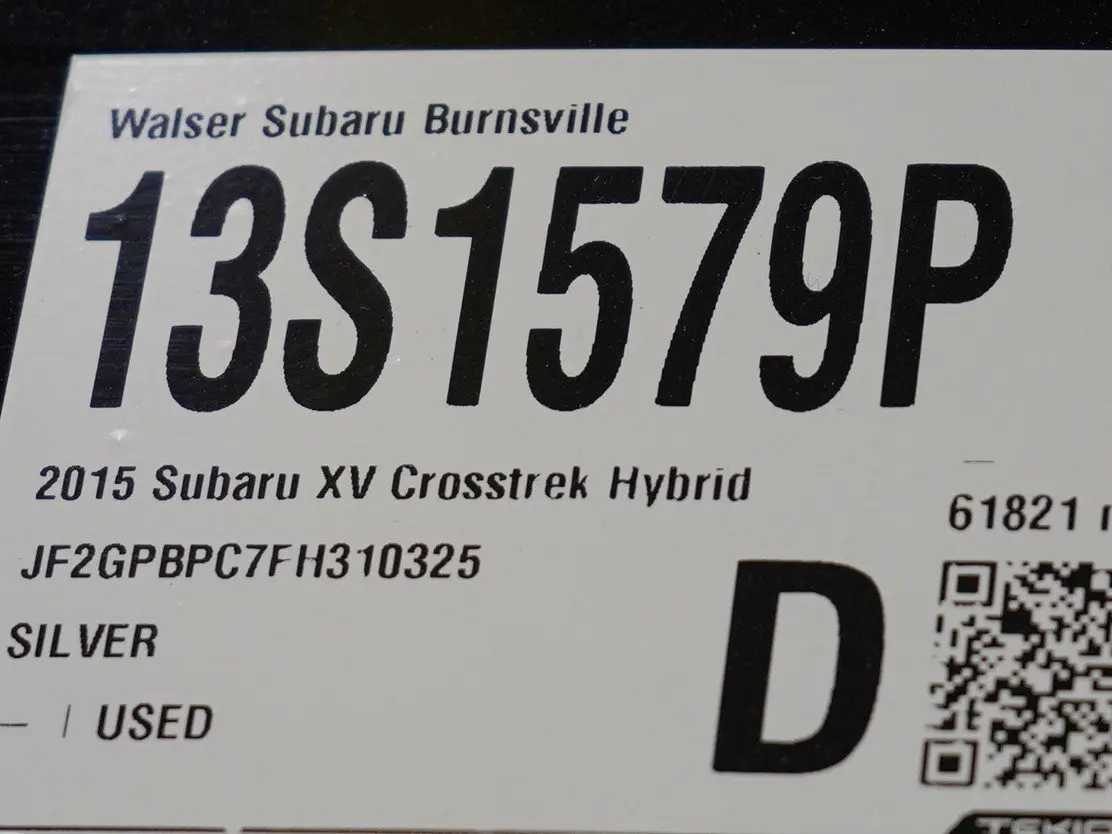 Walser Subaru Burnsville
13S1579P
2015 Subaru XV Crosstrek Hybrid
61821
JF2GPBPC7FH310325
D
SILVER
— / USED